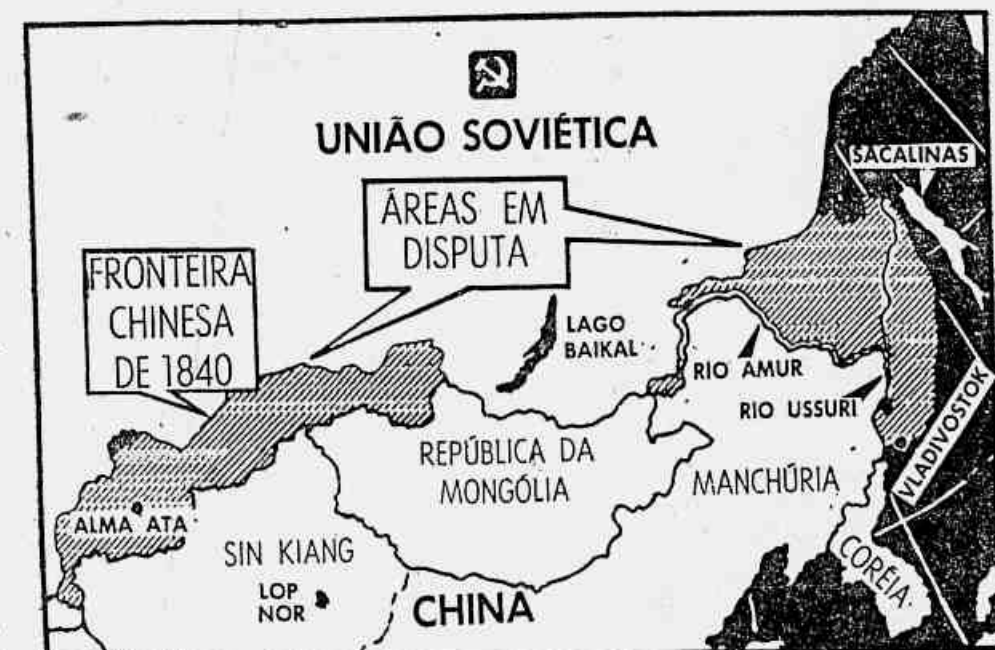 UNIÃO SOVIÉTICA
SACALINAS
ÁREAS EM
DISPUTA
FRONTEIRA
CHINESA
DE 1840
LAGO
BAIKAL
RIO AMUR
RIO USSURI
VLADIVOSTOK
REPÚBLICA DA
MONGÓLIA
MANCHÚRIA
ALMA ATA
SIN KIANG
LOP
NOR
CHINA
CORÉIA